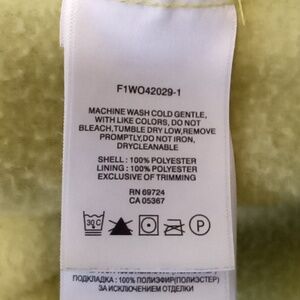 F1WO42029-1
MACHINE WASH COLD GENTLE,
WITH LIKE COLORS, DO NOT
BLEACH,TUMBLE DRY LOW,REMOVE
PROMPTLY,DO NOT IRON,
DRYCLEANABLE
SHELL : 100% POLYESTER
LINING : 100% POLYESTER
EXCLUSIVE OF TRIMMING
RN 69724
CA 05367
30 C
P
ПОДКЛАДКА : 100% ПОЛИЭФИР(ПОЛИЭСТЕР)
ЗА ИСКЛЮЧЕНИЕМ ОТДЕЛКИ